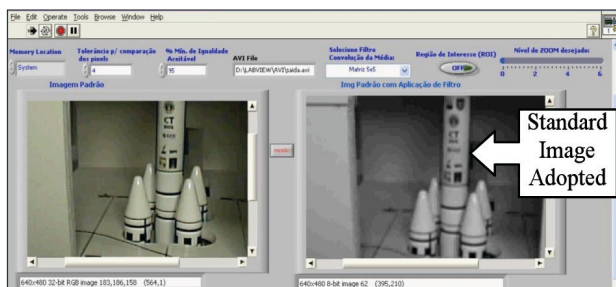 File Edit Operate Tools Browse Window Help
Memory Location
System
Tolerância p/ comparação
dos pixels
4
% Mín. de Igualdade
Aceitável
95
AVI File
D:\LABVIEW\AVI\saida.avi
Selecione Filtro
Convolução da Média:
Matriz 5x5
Região de Interesse (ROI)
OFF
Nível de ZOOM desejado:
0 2 4 6
Imagem Padrão
Img Padrão com Aplicação de Filtro
CT
CT
Standard
Image
Adopted
640x480 32-bit RGB image 183,186,158 (564,1)
640x480 8-bit image 62 (395,210)